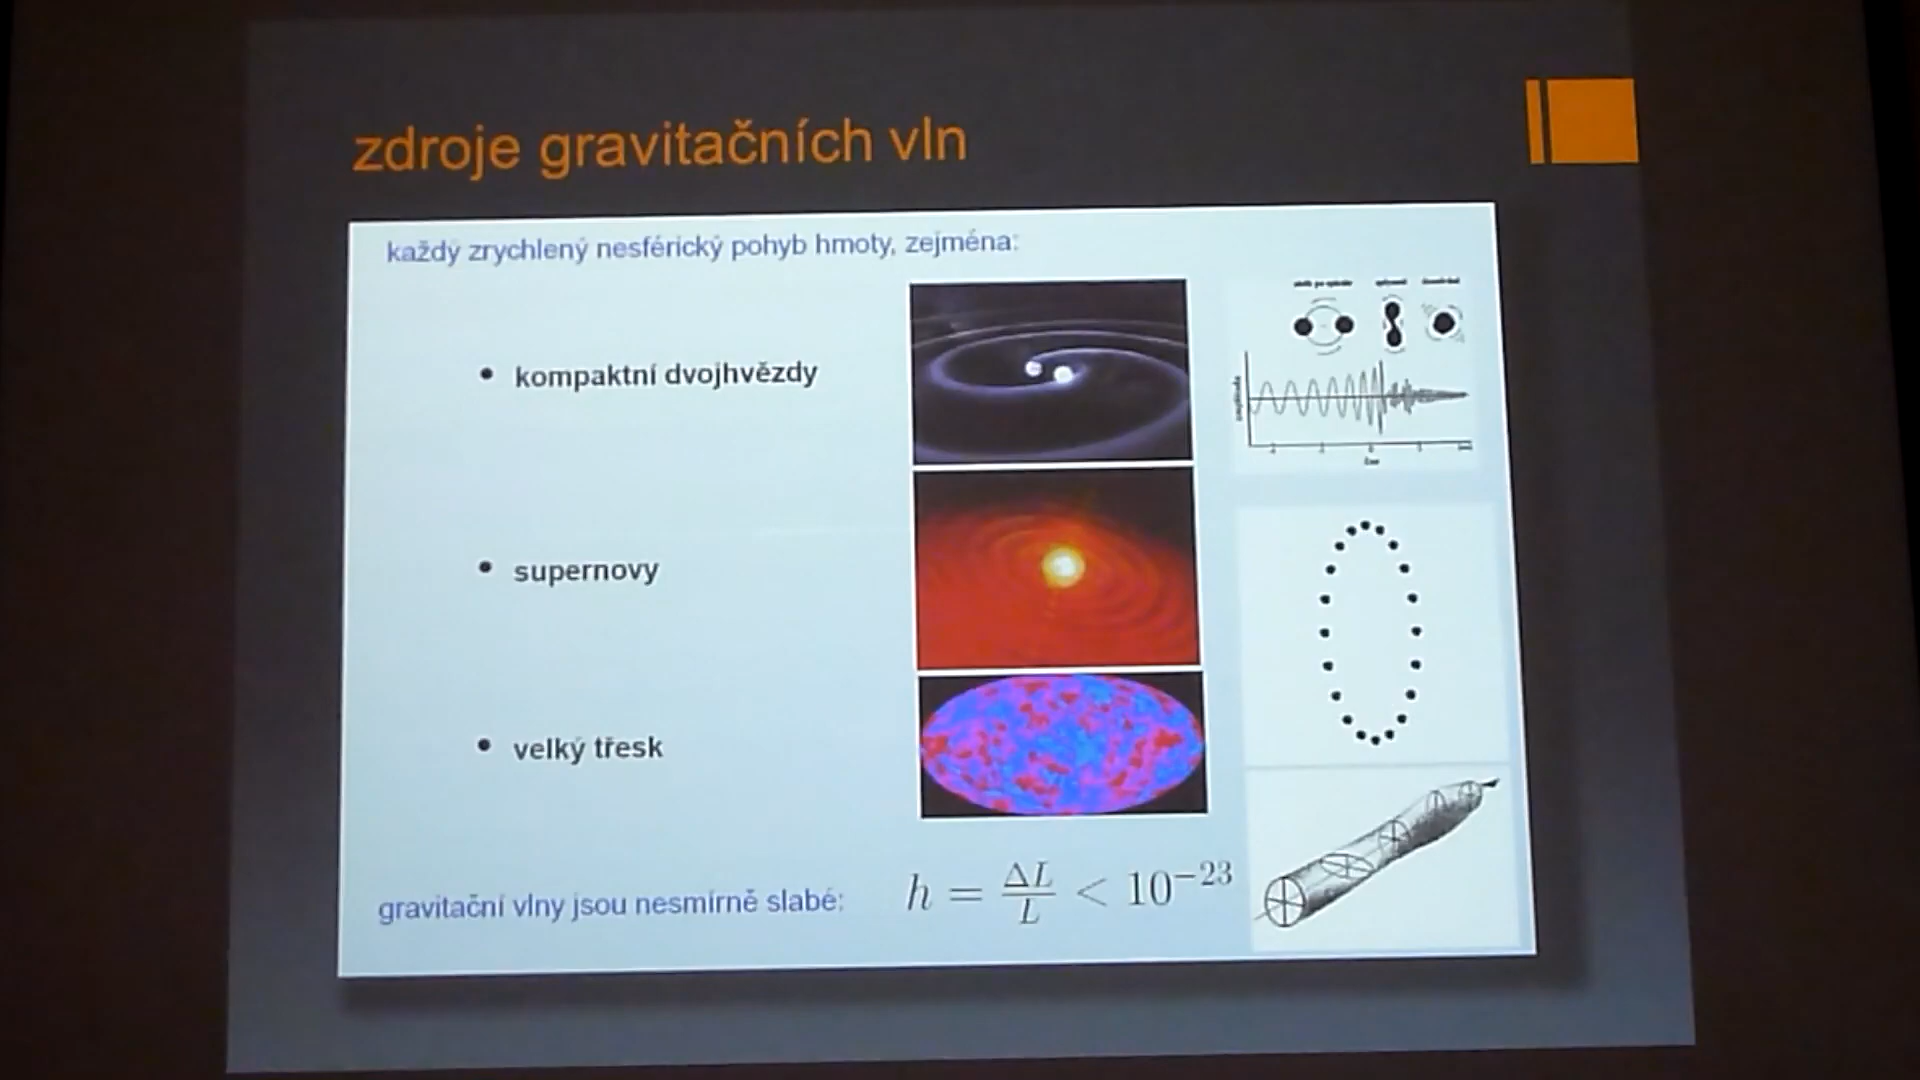 zdroje gravitačních vln
každý zrychlený nesférický pohyb hmoty, zejména:
• kompaktní dvojhvězdy
• supernovy
• velký třesk
gravitační vlny jsou nesmírně slabé:
h = ΔL/L < 10⁻²³